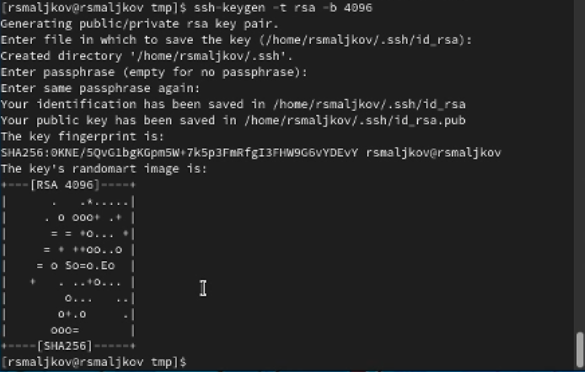 [rsmaljkov@rsmaljkov tmp]$ ssh-keygen -t rsa -b 4096
Generating public/private rsa key pair.
Enter file in which to save the key (/home/rsmaljkov/.ssh/id_rsa):
Created directory '/home/rsmaljkov/.ssh'.
Enter passphrase (empty for no passphrase):
Enter same passphrase again:
Your identification has been saved in /home/rsmaljkov/.ssh/id_rsa
Your public key has been saved in /home/rsmaljkov/.ssh/id_rsa.pub
The key fingerprint is:
SHA256:0KNE/5QvG1bgKGpm5W+7k5p3FmRfgI3FHW9G6vYDEvY rsmaljkov@rsmaljkov
The key's randomart image is:
+---[RSA 4096]----+
|      .   .*.....|
|     . o ooo+ .+ |
|      = = +o... +|
|     = + ++oo..o |
|    = o So=o.Eo  |
|   +   . ..+o... |
|        o...   ..|
|       o+.o     .|
|      ooo=       |
+----[SHA256]-----+
[rsmaljkov@rsmaljkov tmp]$